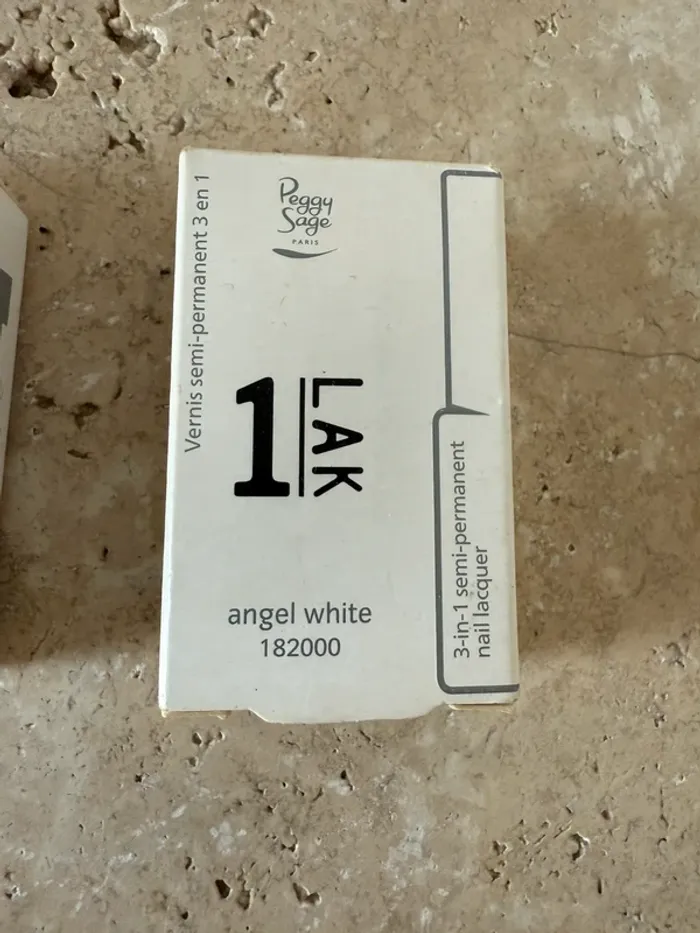 Peggy
Sage
PARIS
Vernis semi-permanent 3 en 1
1
LAK
angel white
182000
3-in-1 semi-permanent
nail lacquer